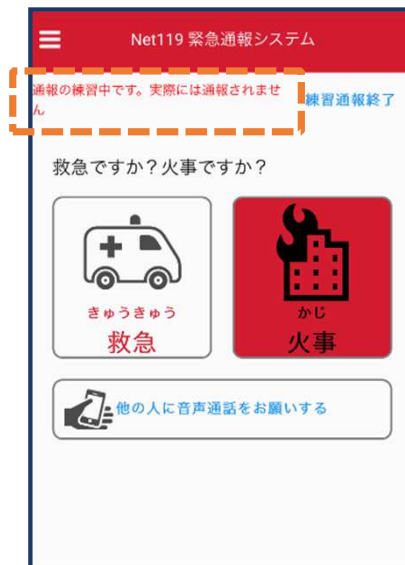 Net119 緊急通報システム
通報の練習中です。実際には通報されませ
ん
練習通報終了
救急ですか？火事ですか？
きゅうきゅう
救急
かじ
火事
他の人に音声通話をお願いする